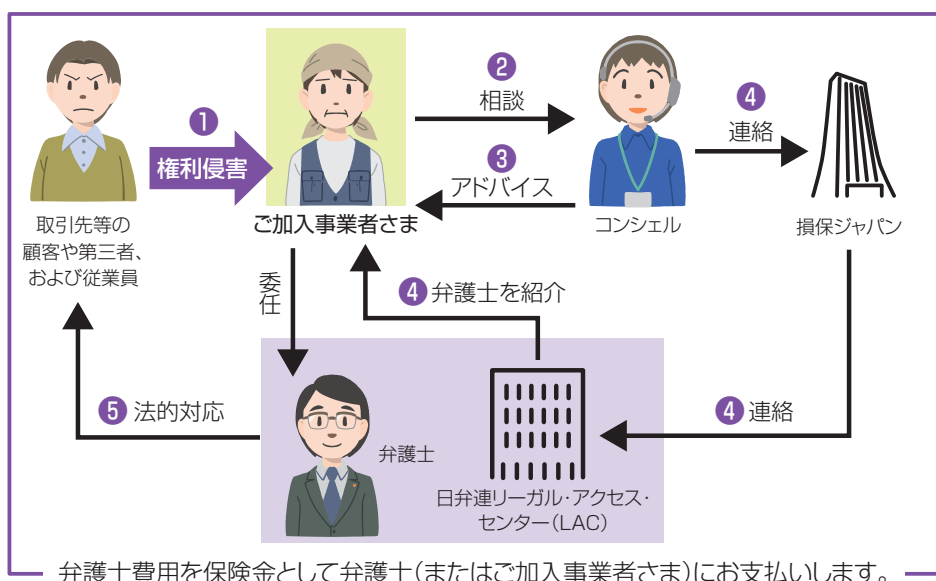 ❶
権利侵害
❷
相談
❸
アドバイス
❹
連絡
取引先等の
顧客や第三者、
および従業員
ご加入事業者さま
コンシェル
損保ジャパン
委任
❹弁護士を紹介
❺法的対応
❹連絡
弁護士
日弁連リーガル・アクセス・
センター(LAC)
弁護士費用を保険金として弁護士(またはご加入事業者さま)にお支払いします。